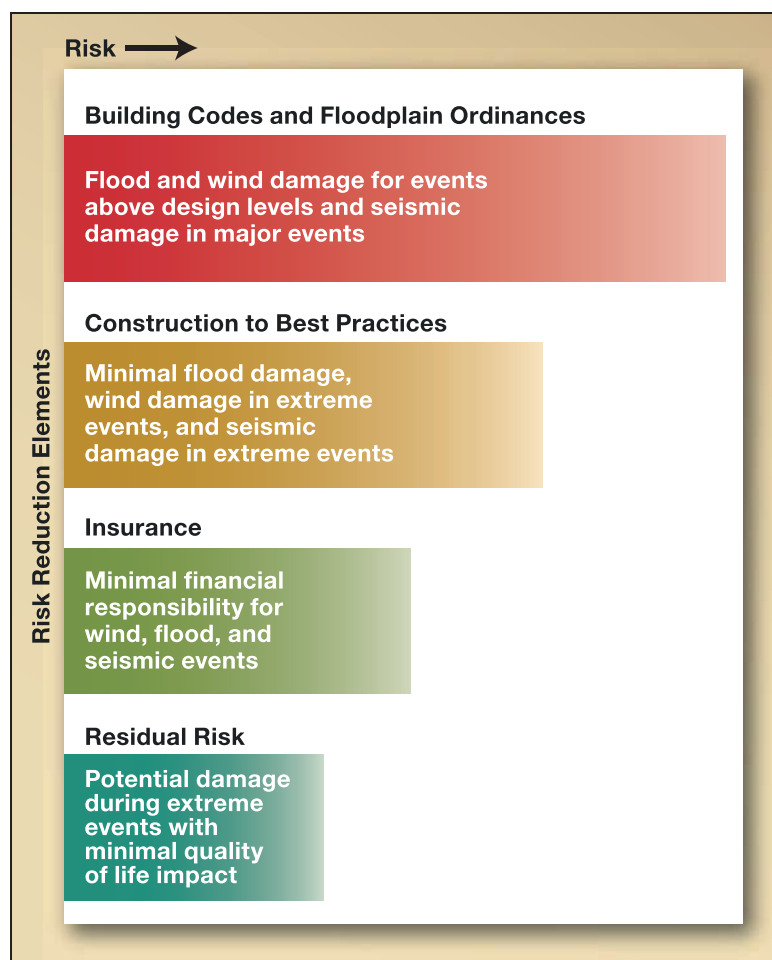 Risk
Building Codes and Floodplain Ordinances
Flood and wind damage for events
above design levels and seismic
damage in major events
Construction to Best Practices
Minimal flood damage,
wind damage in extreme
events, and seismic
damage in extreme events
Insurance
Minimal financial
responsibility for
wind, flood, and
seismic events
Residual Risk
Potential damage
during extreme
events with
minimal quality
of life impact
Risk Reduction Elements